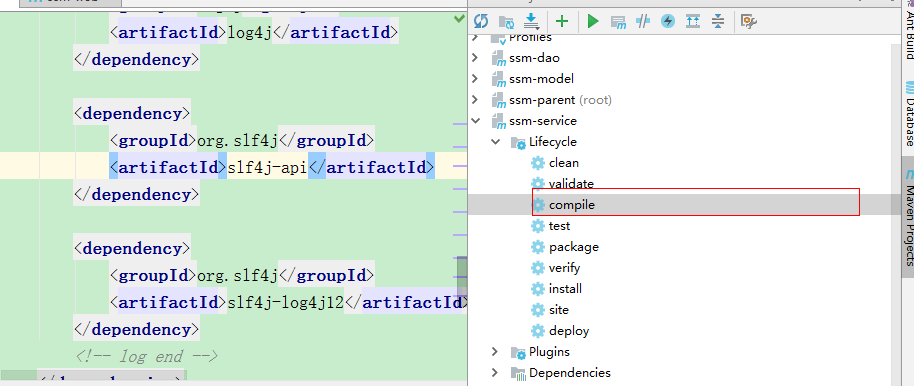 <artifactId>log4j</artifactId>
</dependency>
<dependency>
<groupId>org.slf4j</groupId>
<artifactId>slf4j-api</artifactId>
</dependency>
<dependency>
<groupId>org.slf4j</groupId>
<artifactId>slf4j-log4j12</artifactId>
</dependency>
<!-- log end -->
Profiles
ssm-dao
ssm-model
ssm-parent (root)
ssm-service
Lifecycle
clean
validate
compile
test
package
verify
install
site
deploy
Plugins
Dependencies
Ant Build
Database
Maven Projects